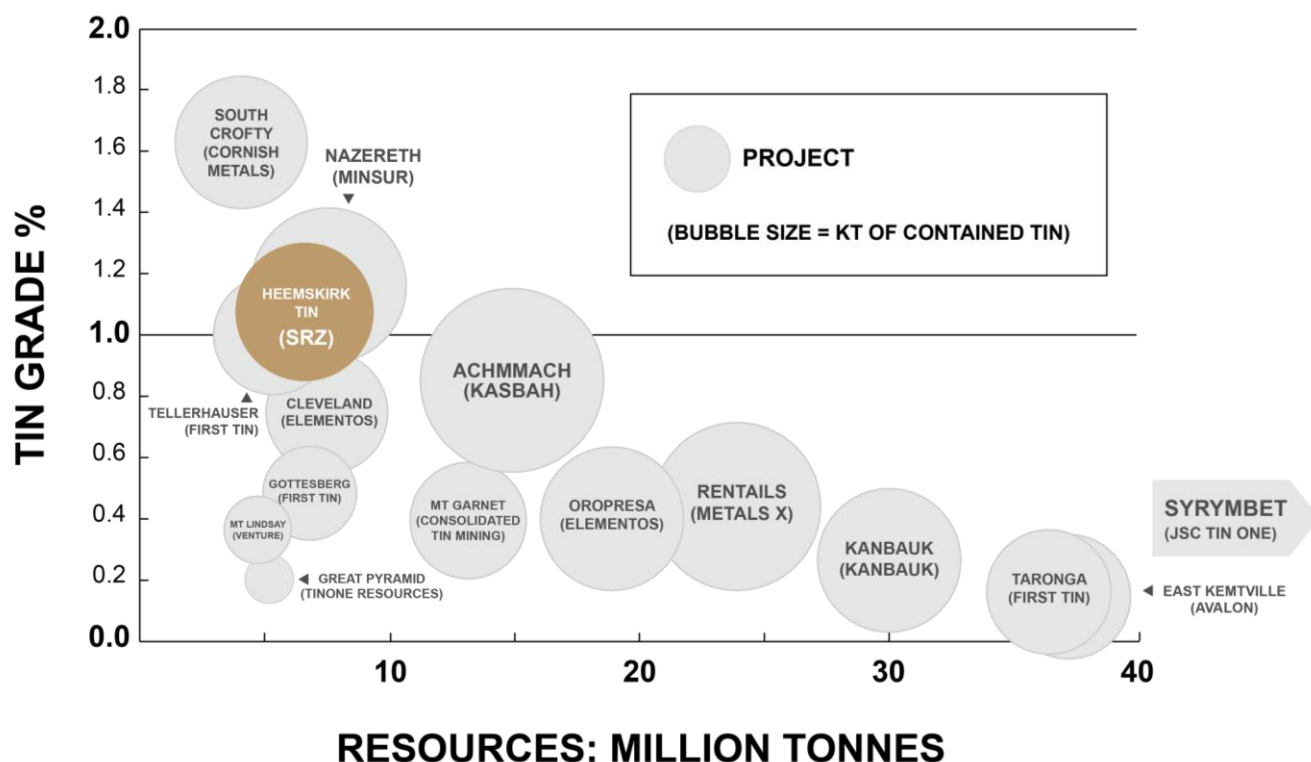 TIN GRADE %
2.0
1.8
1.6
1.4
1.2
1.0
0.8
0.6
0.4
0.2
0.0
SOUTH
CROFTY
(CORNISH
METALS)
NAZERETH
(MINSUR)
HEEMSKIRK
TIN
(SRZ)
TELLERHAUSER
(FIRST TIN)
CLEVELAND
(ELEMENTOS)
GOTTESBERG
(FIRST TIN)
MT LINDSAY
(VENTURE)
GREAT PYRAMID
(TINONE RESOURCES)
ACHMMACH
(KASBAH)
MT GARNET
(CONSOLIDATED
TIN MINING)
OROPRESA
(ELEMENTOS)
RENTAILS
(METALS X)
KANBAUK
(KANBAUK)
TARONGA
(FIRST TIN)
EAST KEMTVILLE
(AVALON)
SYRYMBET
(JSC TIN ONE)
PROJECT
(BUBBLE SIZE = KT OF CONTAINED TIN)
10
20
30
40
RESOURCES: MILLION TONNES